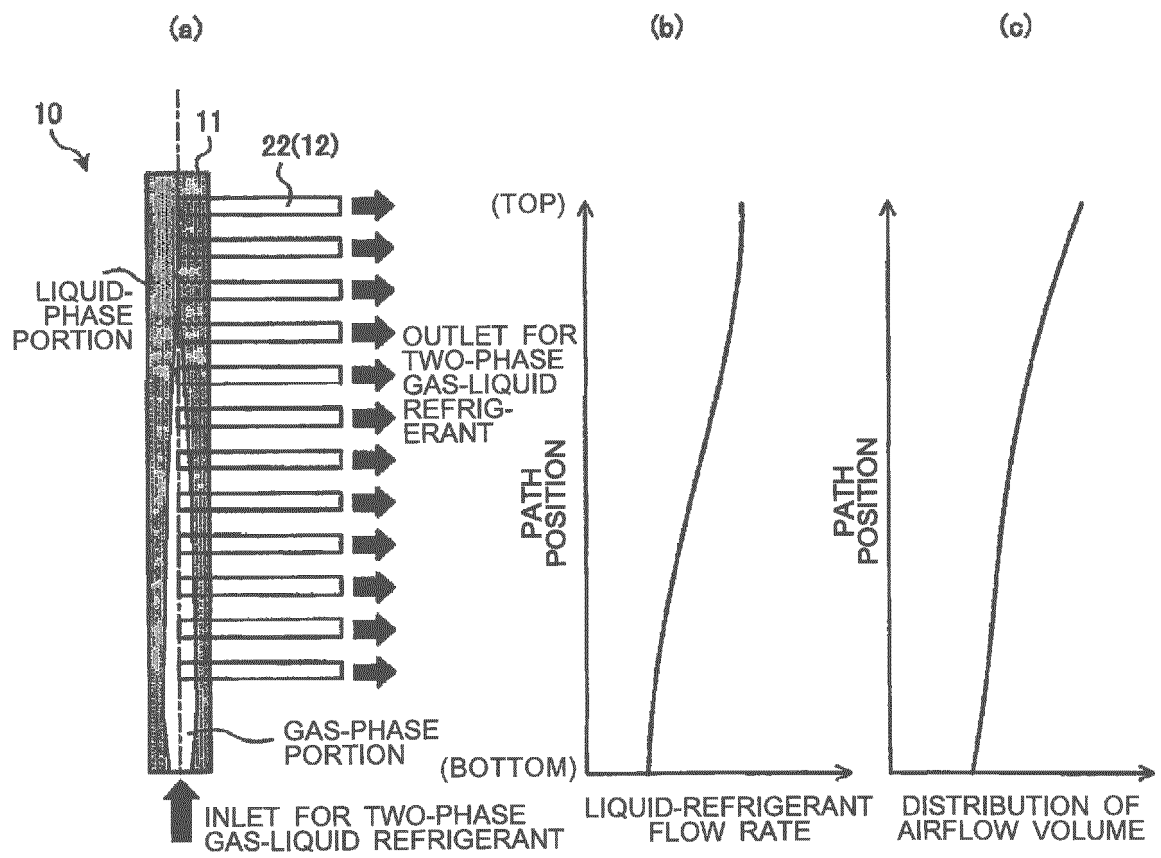 (a)
(b)
(c)
10
11
22(12)
LIQUID-
PHASE
PORTION
OUTLET FOR
TWO-PHASE
GAS-LIQUID
REFRIG-
ERANT
GAS-PHASE
PORTION
INLET FOR TWO-PHASE
GAS-LIQUID REFRIGERANT
(TOP)
PATH
POSITION
(BOTTOM)
LIQUID-REFRIGERANT
FLOW RATE
PATH
POSITION
DISTRIBUTION OF
AIRFLOW VOLUME